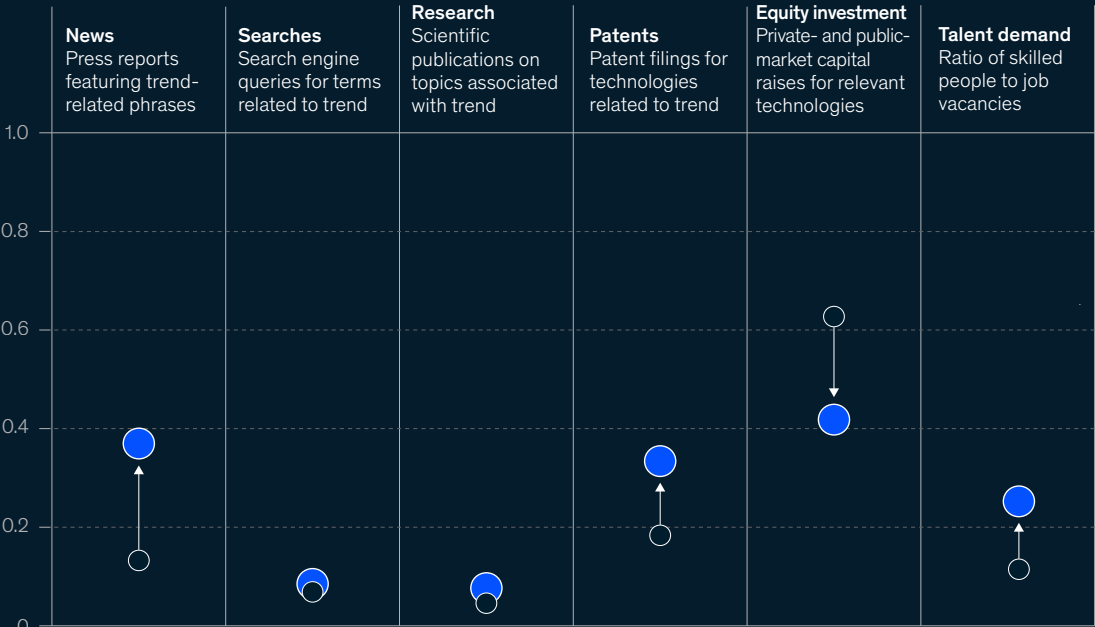 News
Press reports
featuring trend-
related phrases
Searches
Search engine
queries for terms
related to trend
Research
Scientific
publications on
topics associated
with trend
Patents
Patent filings for
technologies
related to trend
Equity investment
Private- and public-
market capital
raises for relevant
technologies
Talent demand
Ratio of skilled
people to job
vacancies
1.0
0.8
0.6
0.4
0.2
0